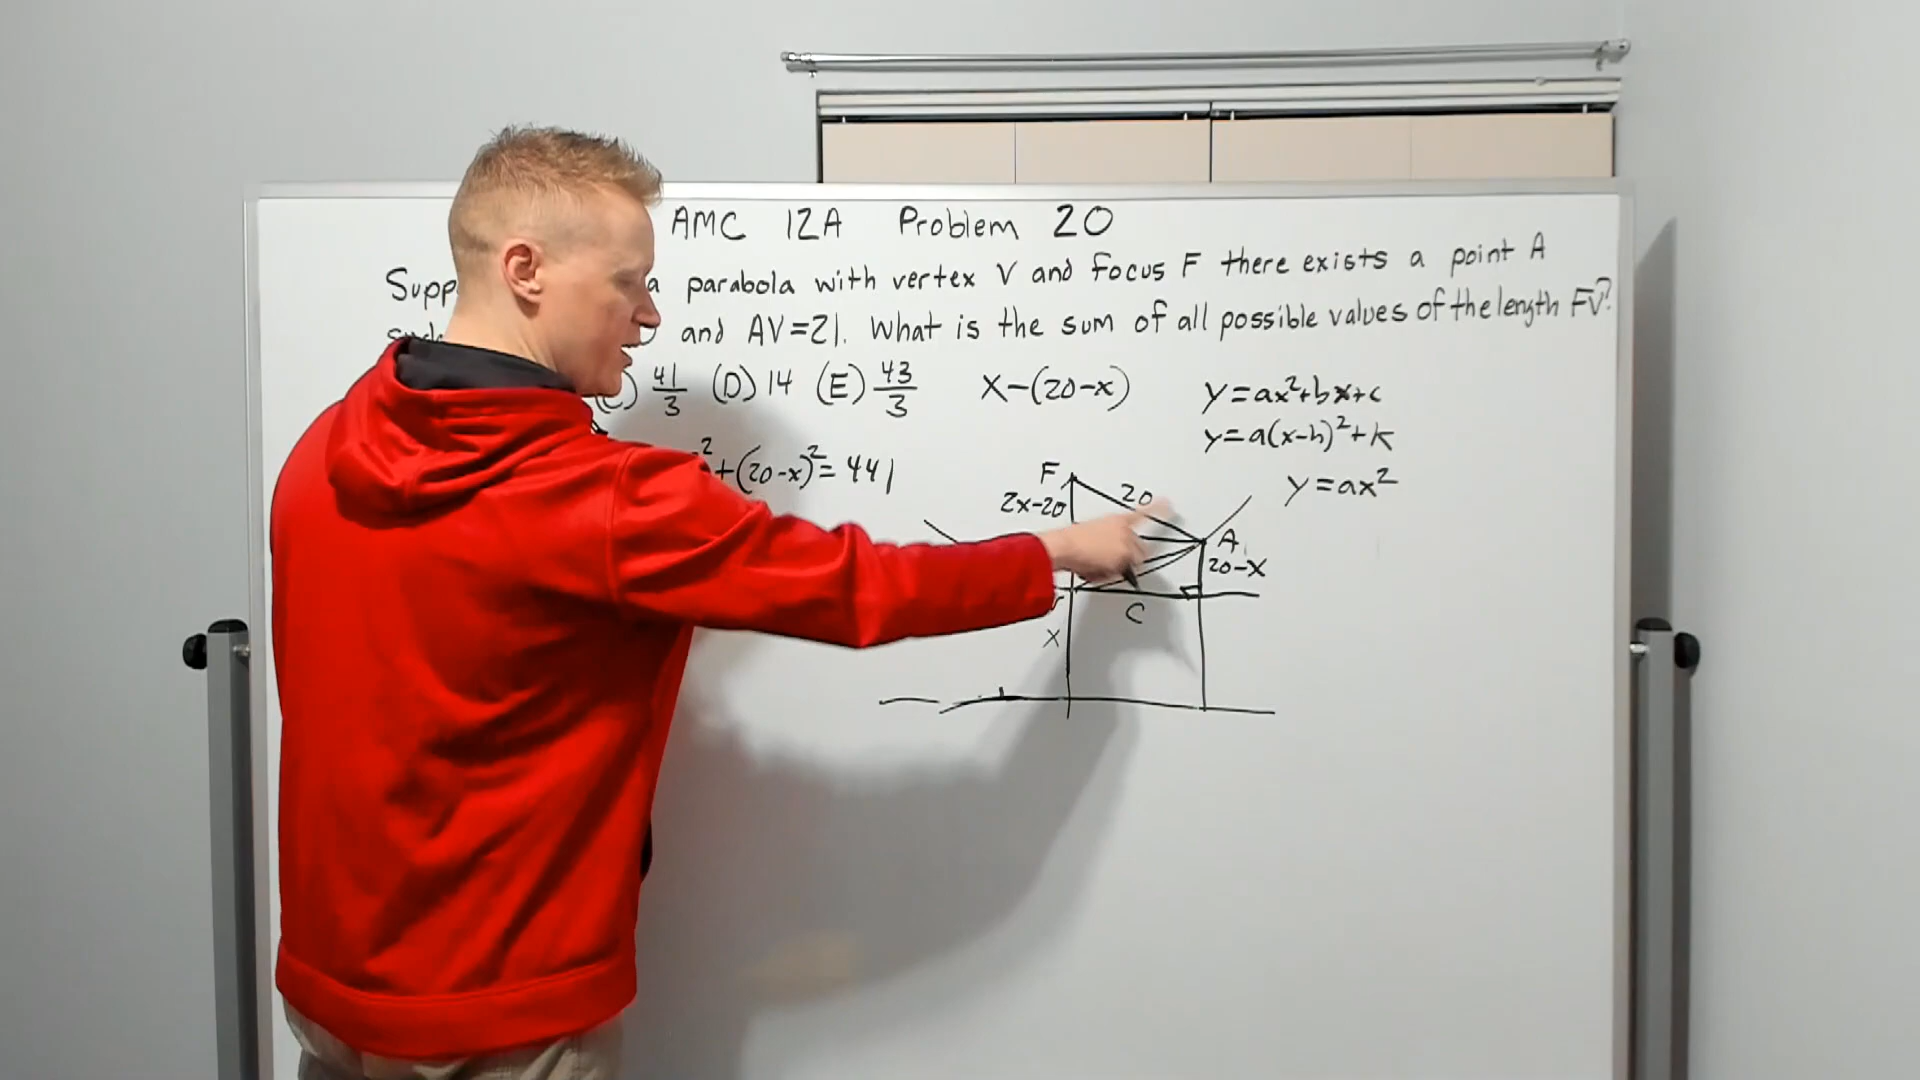 AMC 12A Problem 20
Supp a parabola with vertex V and focus F there exists a point A
and AV=21. What is the sum of all possible values of the length FV?
) 41/3 (D) 14 (E) 43/3
x-(20-x)
y=ax²+bx+c
y=a(x-h)²+k
y=ax²
²+(20-x)²=441
F
2x-20
20
A
20-x
C
x